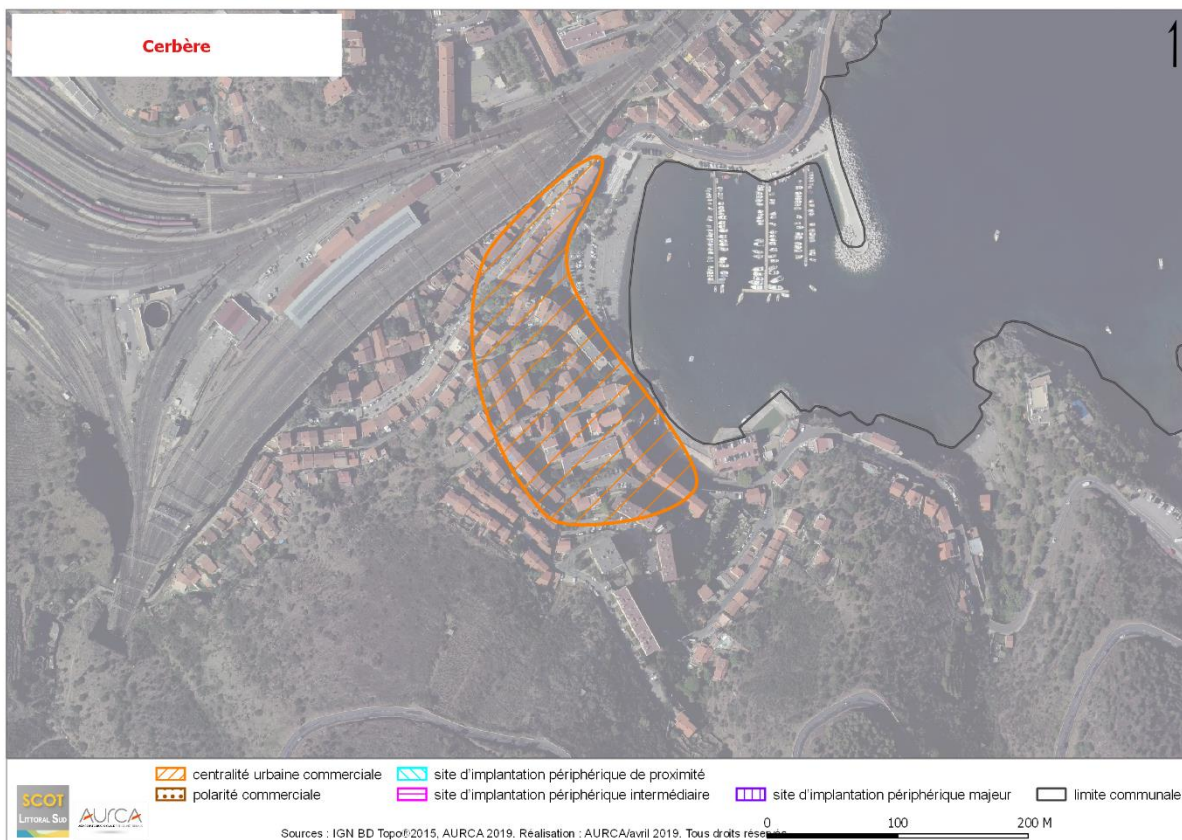 Cerbère
centralité urbaine commerciale
site d'implantation périphérique de proximité
polarité commerciale
site d'implantation périphérique intermédiaire
site d'implantation périphérique majeur
limite communale
SCOT
LITTORAL SUD
AURCA
0 100 200 M
Sources : IGN BD Topo®2015, AURCA 2019. Réalisation : AURCA/avril 2019. Tous droits réservés